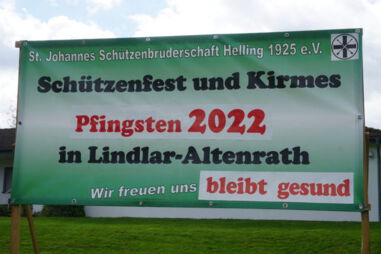 St. Johannes Schützenbruderschaft Helling 1925 e.V.
Schützenfest und Kirmes
Pfingsten 2022
in Lindlar-Altenrath
Wir freuen uns bleibt gesund